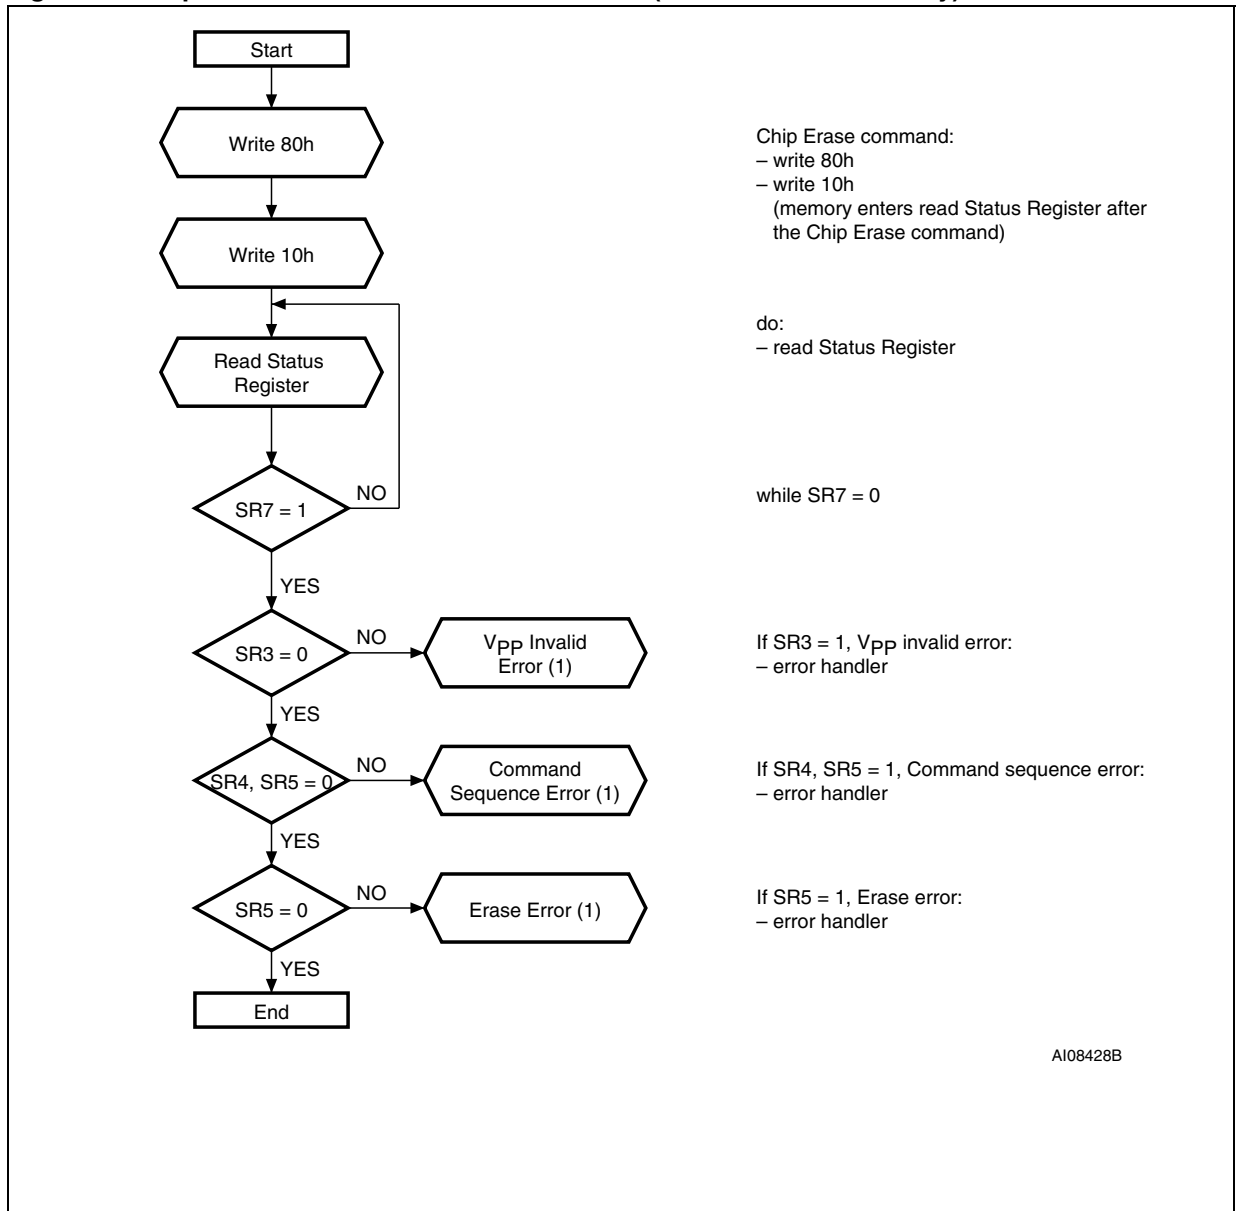 Start
Write 80h
Chip Erase command:
– write 80h
– write 10h
(memory enters read Status Register after
the Chip Erase command)
Write 10h
do:
– read Status Register
Read Status
Register
SR7 = 1
NO
while SR7 = 0
YES
SR3 = 0
NO
VPP Invalid
Error (1)
If SR3 = 1, VPP invalid error:
– error handler
YES
SR4, SR5 = 0
NO
Command
Sequence Error (1)
If SR4, SR5 = 1, Command sequence error:
– error handler
YES
SR5 = 0
NO
Erase Error (1)
If SR5 = 1, Erase error:
– error handler
YES
End
AI08428B